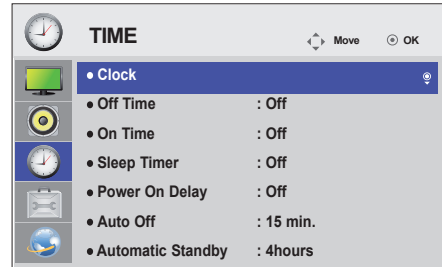 TIME Move OK
● Clock
● Off Time : Off
● On Time : Off
● Sleep Timer : Off
● Power On Delay : Off
● Auto Off : 15 min.
● Automatic Standby : 4hours